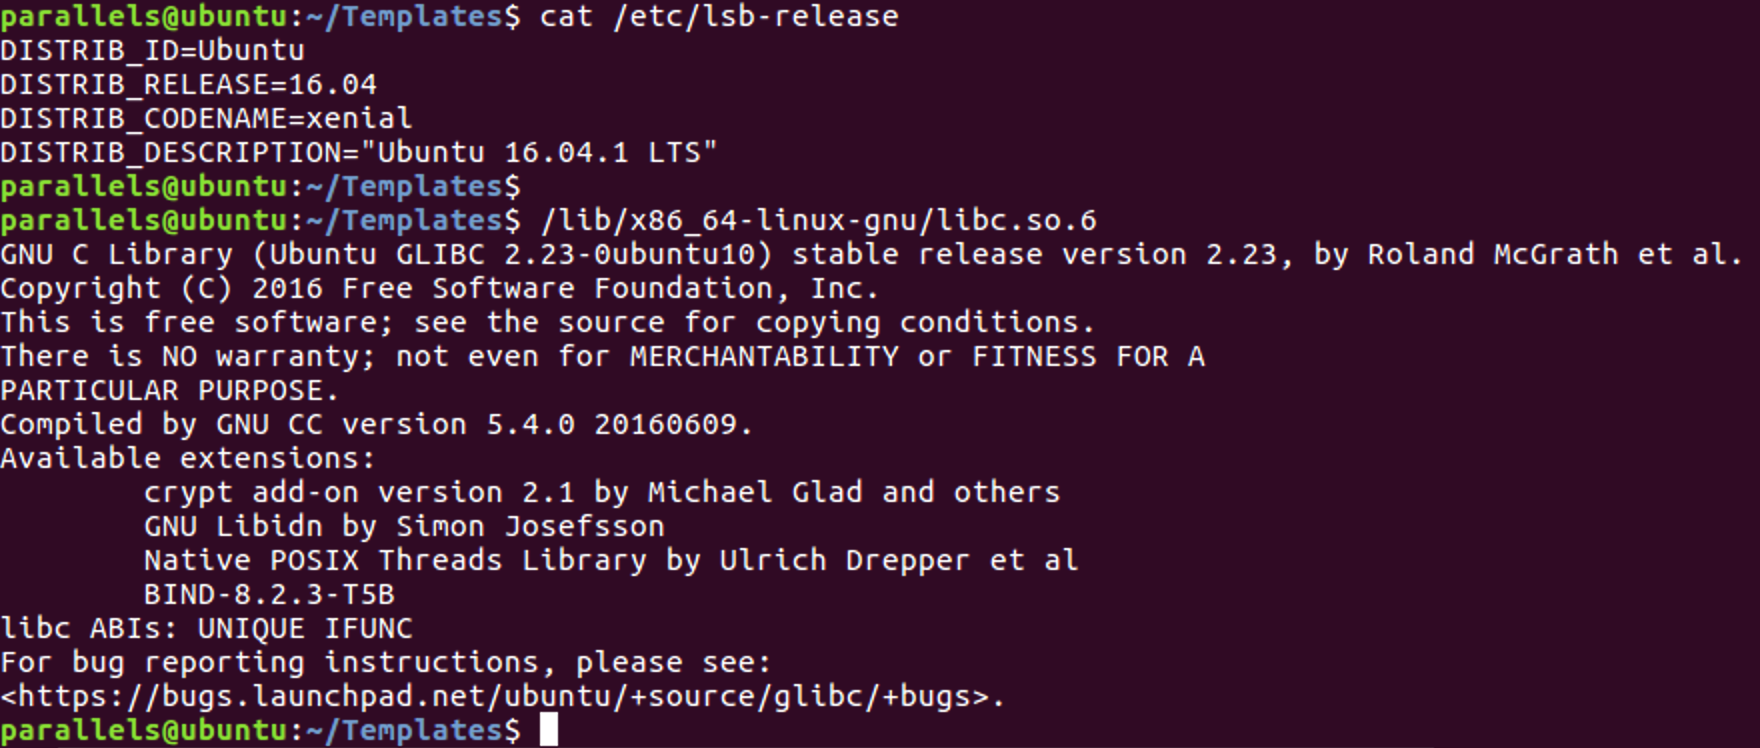 parallels@ubuntu:~/Templates$ cat /etc/lsb-release
DISTRIB_ID=Ubuntu
DISTRIB_RELEASE=16.04
DISTRIB_CODENAME=xenial
DISTRIB_DESCRIPTION="Ubuntu 16.04.1 LTS"
parallels@ubuntu:~/Templates$
parallels@ubuntu:~/Templates$ /lib/x86_64-linux-gnu/libc.so.6
GNU C Library (Ubuntu GLIBC 2.23-0ubuntu10) stable release version 2.23, by Roland McGrath et al.
Copyright (C) 2016 Free Software Foundation, Inc.
This is free software; see the source for copying conditions.
There is NO warranty; not even for MERCHANTABILITY or FITNESS FOR A
PARTICULAR PURPOSE.
Compiled by GNU CC version 5.4.0 20160609.
Available extensions:
        crypt add-on version 2.1 by Michael Glad and others
        GNU Libidn by Simon Josefsson
        Native POSIX Threads Library by Ulrich Drepper et al
        BIND-8.2.3-T5B
libc ABIs: UNIQUE IFUNC
For bug reporting instructions, please see:
<https://bugs.launchpad.net/ubuntu/+source/glibc/+bugs>.
parallels@ubuntu:~/Templates$